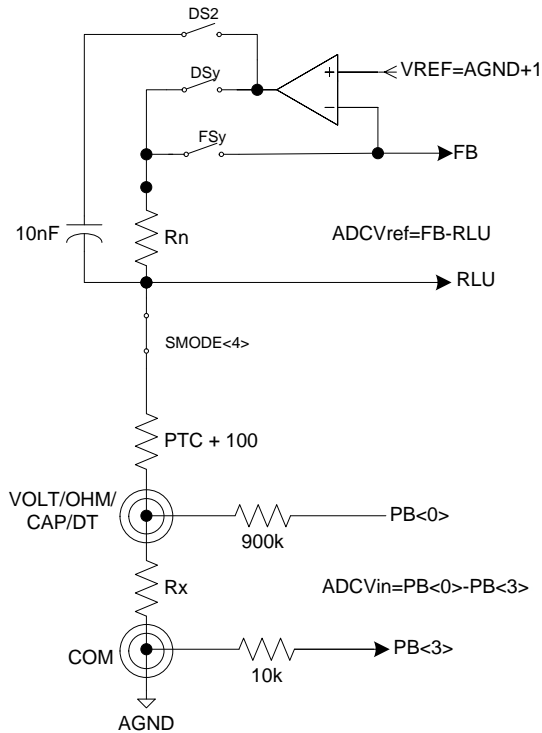 DS2
VREF=AGND+1
DSy
+
−
FSy
FB
10nF
Rn
ADCVref=FB-RLU
RLU
SMODE<4>
PTC + 100
VOLT/OHM/
CAP/DT
PB<0>
900k
Rx
ADCVin=PB<0>-PB<3>
COM
PB<3>
10k
AGND